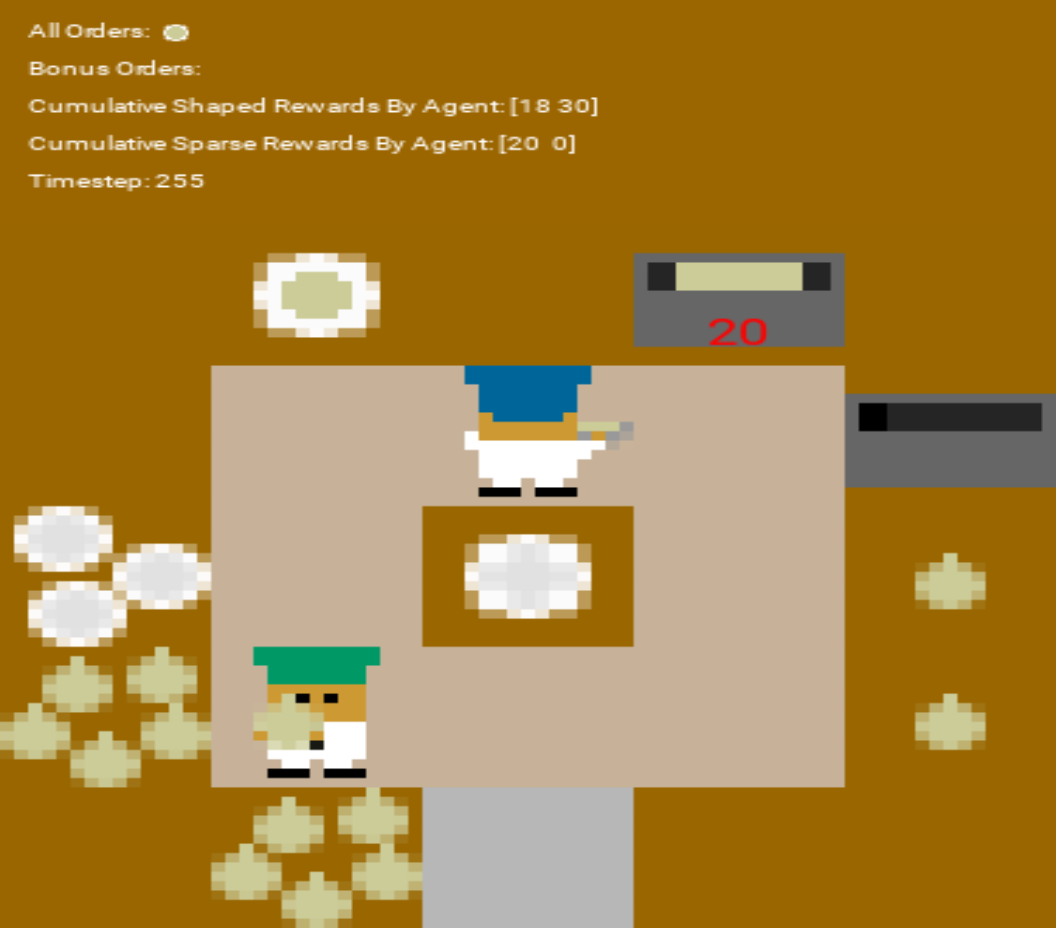 All Orders:
Bonus Orders:
Cumulative Shaped Rewards By Agent: [18 30]
Cumulative Sparse Rewards By Agent: [20 0]
Timestep: 255
20